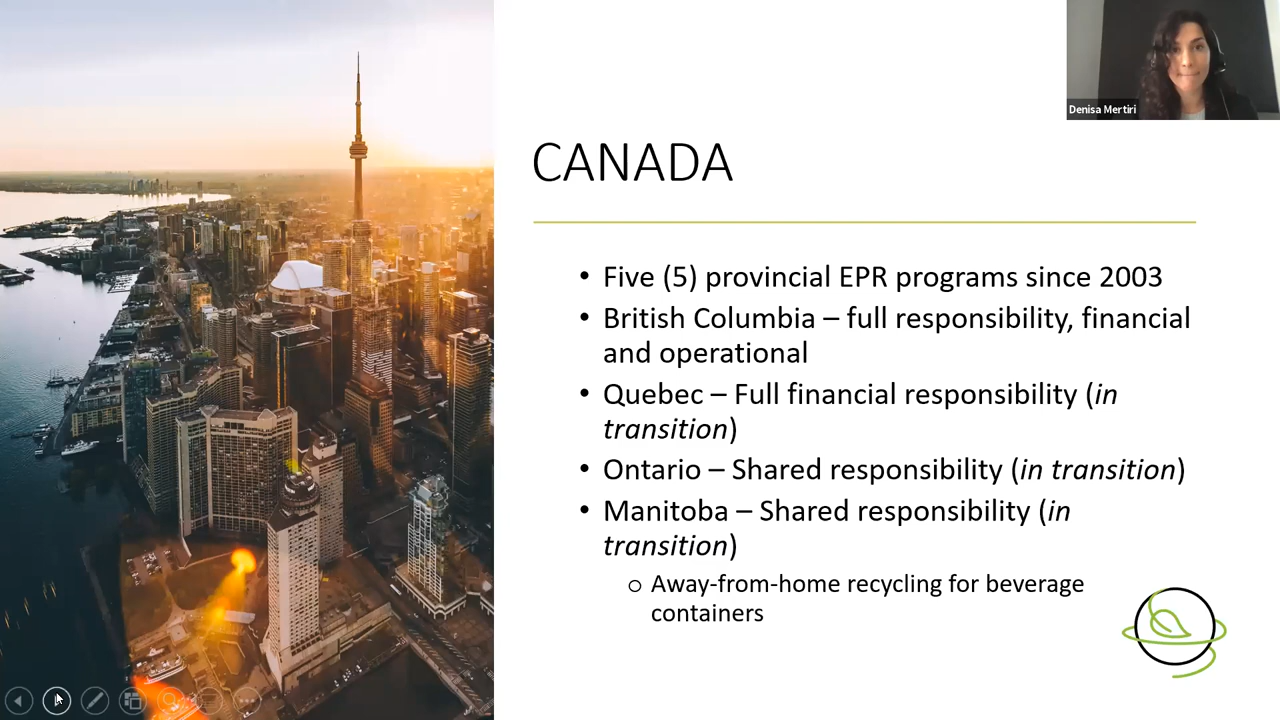 Denisa Mertiri
CANADA
• Five (5) provincial EPR programs since 2003
• British Columbia – full responsibility, financial
and operational
• Quebec – Full financial responsibility (in
transition)
• Ontario – Shared responsibility (in transition)
• Manitoba – Shared responsibility (in
transition)
o Away-from-home recycling for beverage
containers